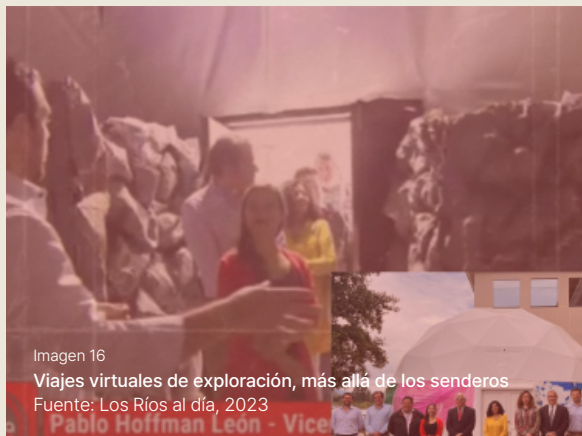 Imagen 16
Viajes virtuales de exploración, más allá de los senderos
Fuente: Los Ríos al día, 2023
Pablo Hoffman León - Vice